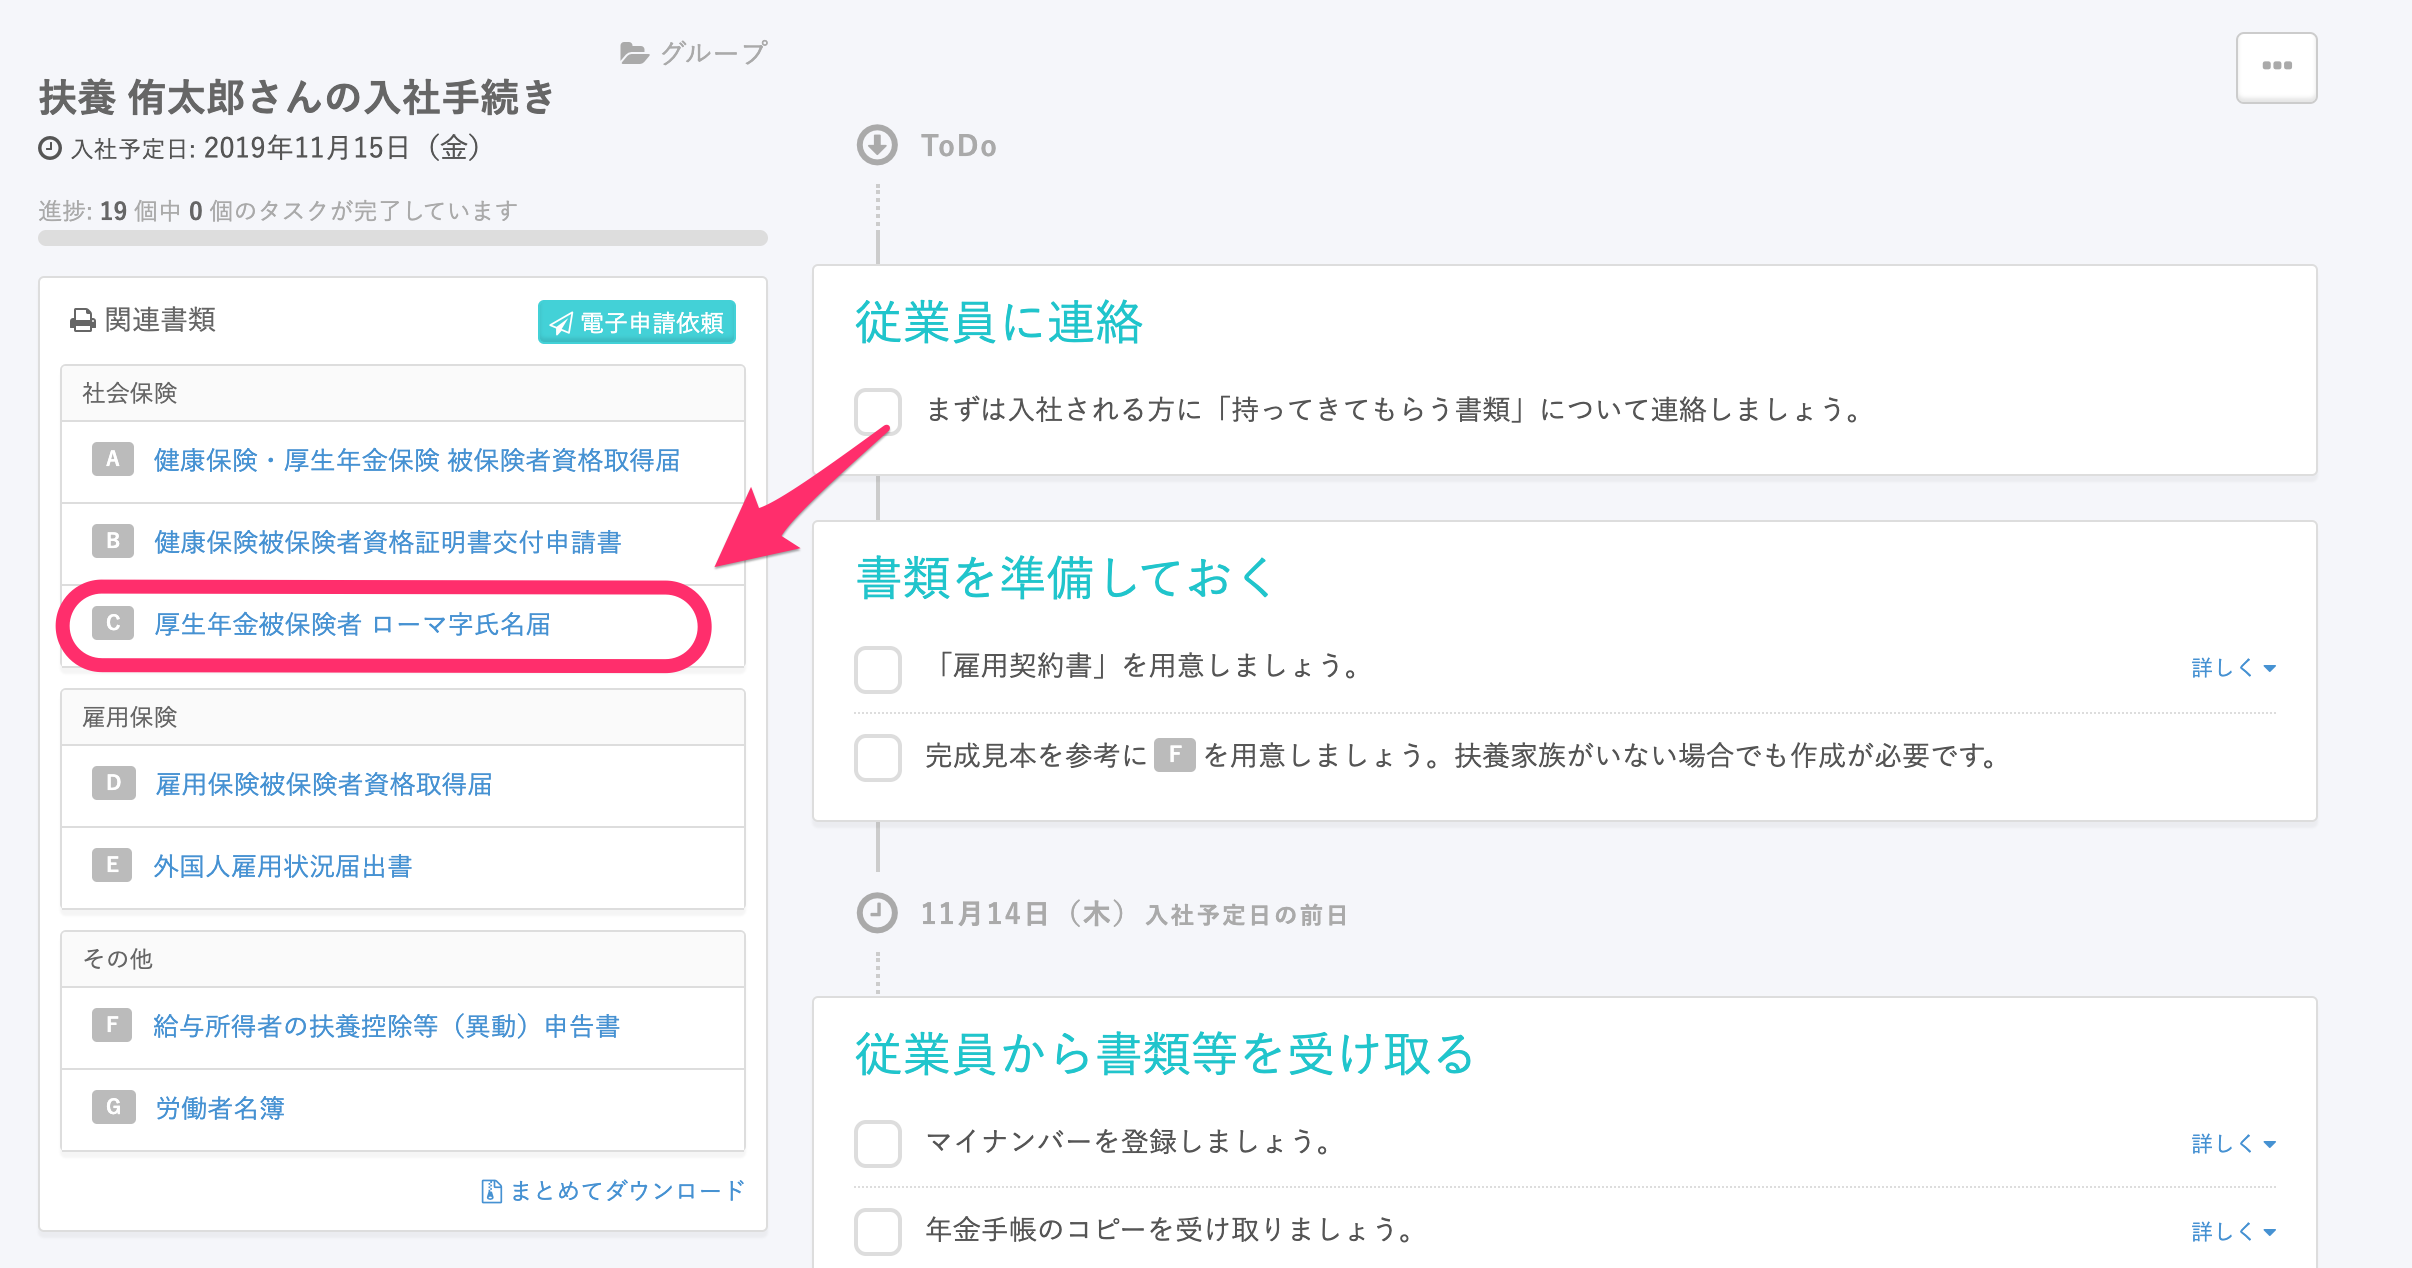 グループ
扶養 侑太郎さんの入社手続き
入社予定日: 2019年11月15日（金）
進捗: 19 個中 0 個のタスクが完了しています
関連書類
電子申請依頼
社会保険
A 健康保険・厚生年金保険 被保険者資格取得届
B 健康保険被保険者資格証明書交付申請書
C 厚生年金被保険者 ローマ字氏名届
雇用保険
D 雇用保険被保険者資格取得届
E 外国人雇用状況届出書
その他
F 給与所得者の扶養控除等（異動）申告書
G 労働者名簿
まとめてダウンロード
ToDo
従業員に連絡
まずは入社される方に「持ってきてもらう書類」について連絡しましょう。
書類を準備しておく
「雇用契約書」を用意しましょう。 詳しく
完成見本を参考に F を用意しましょう。扶養家族がいない場合でも作成が必要です。
11月14日（木） 入社予定日の前日
従業員から書類等を受け取る
マイナンバーを登録しましょう。 詳しく
年金手帳のコピーを受け取りましょう。 詳しく